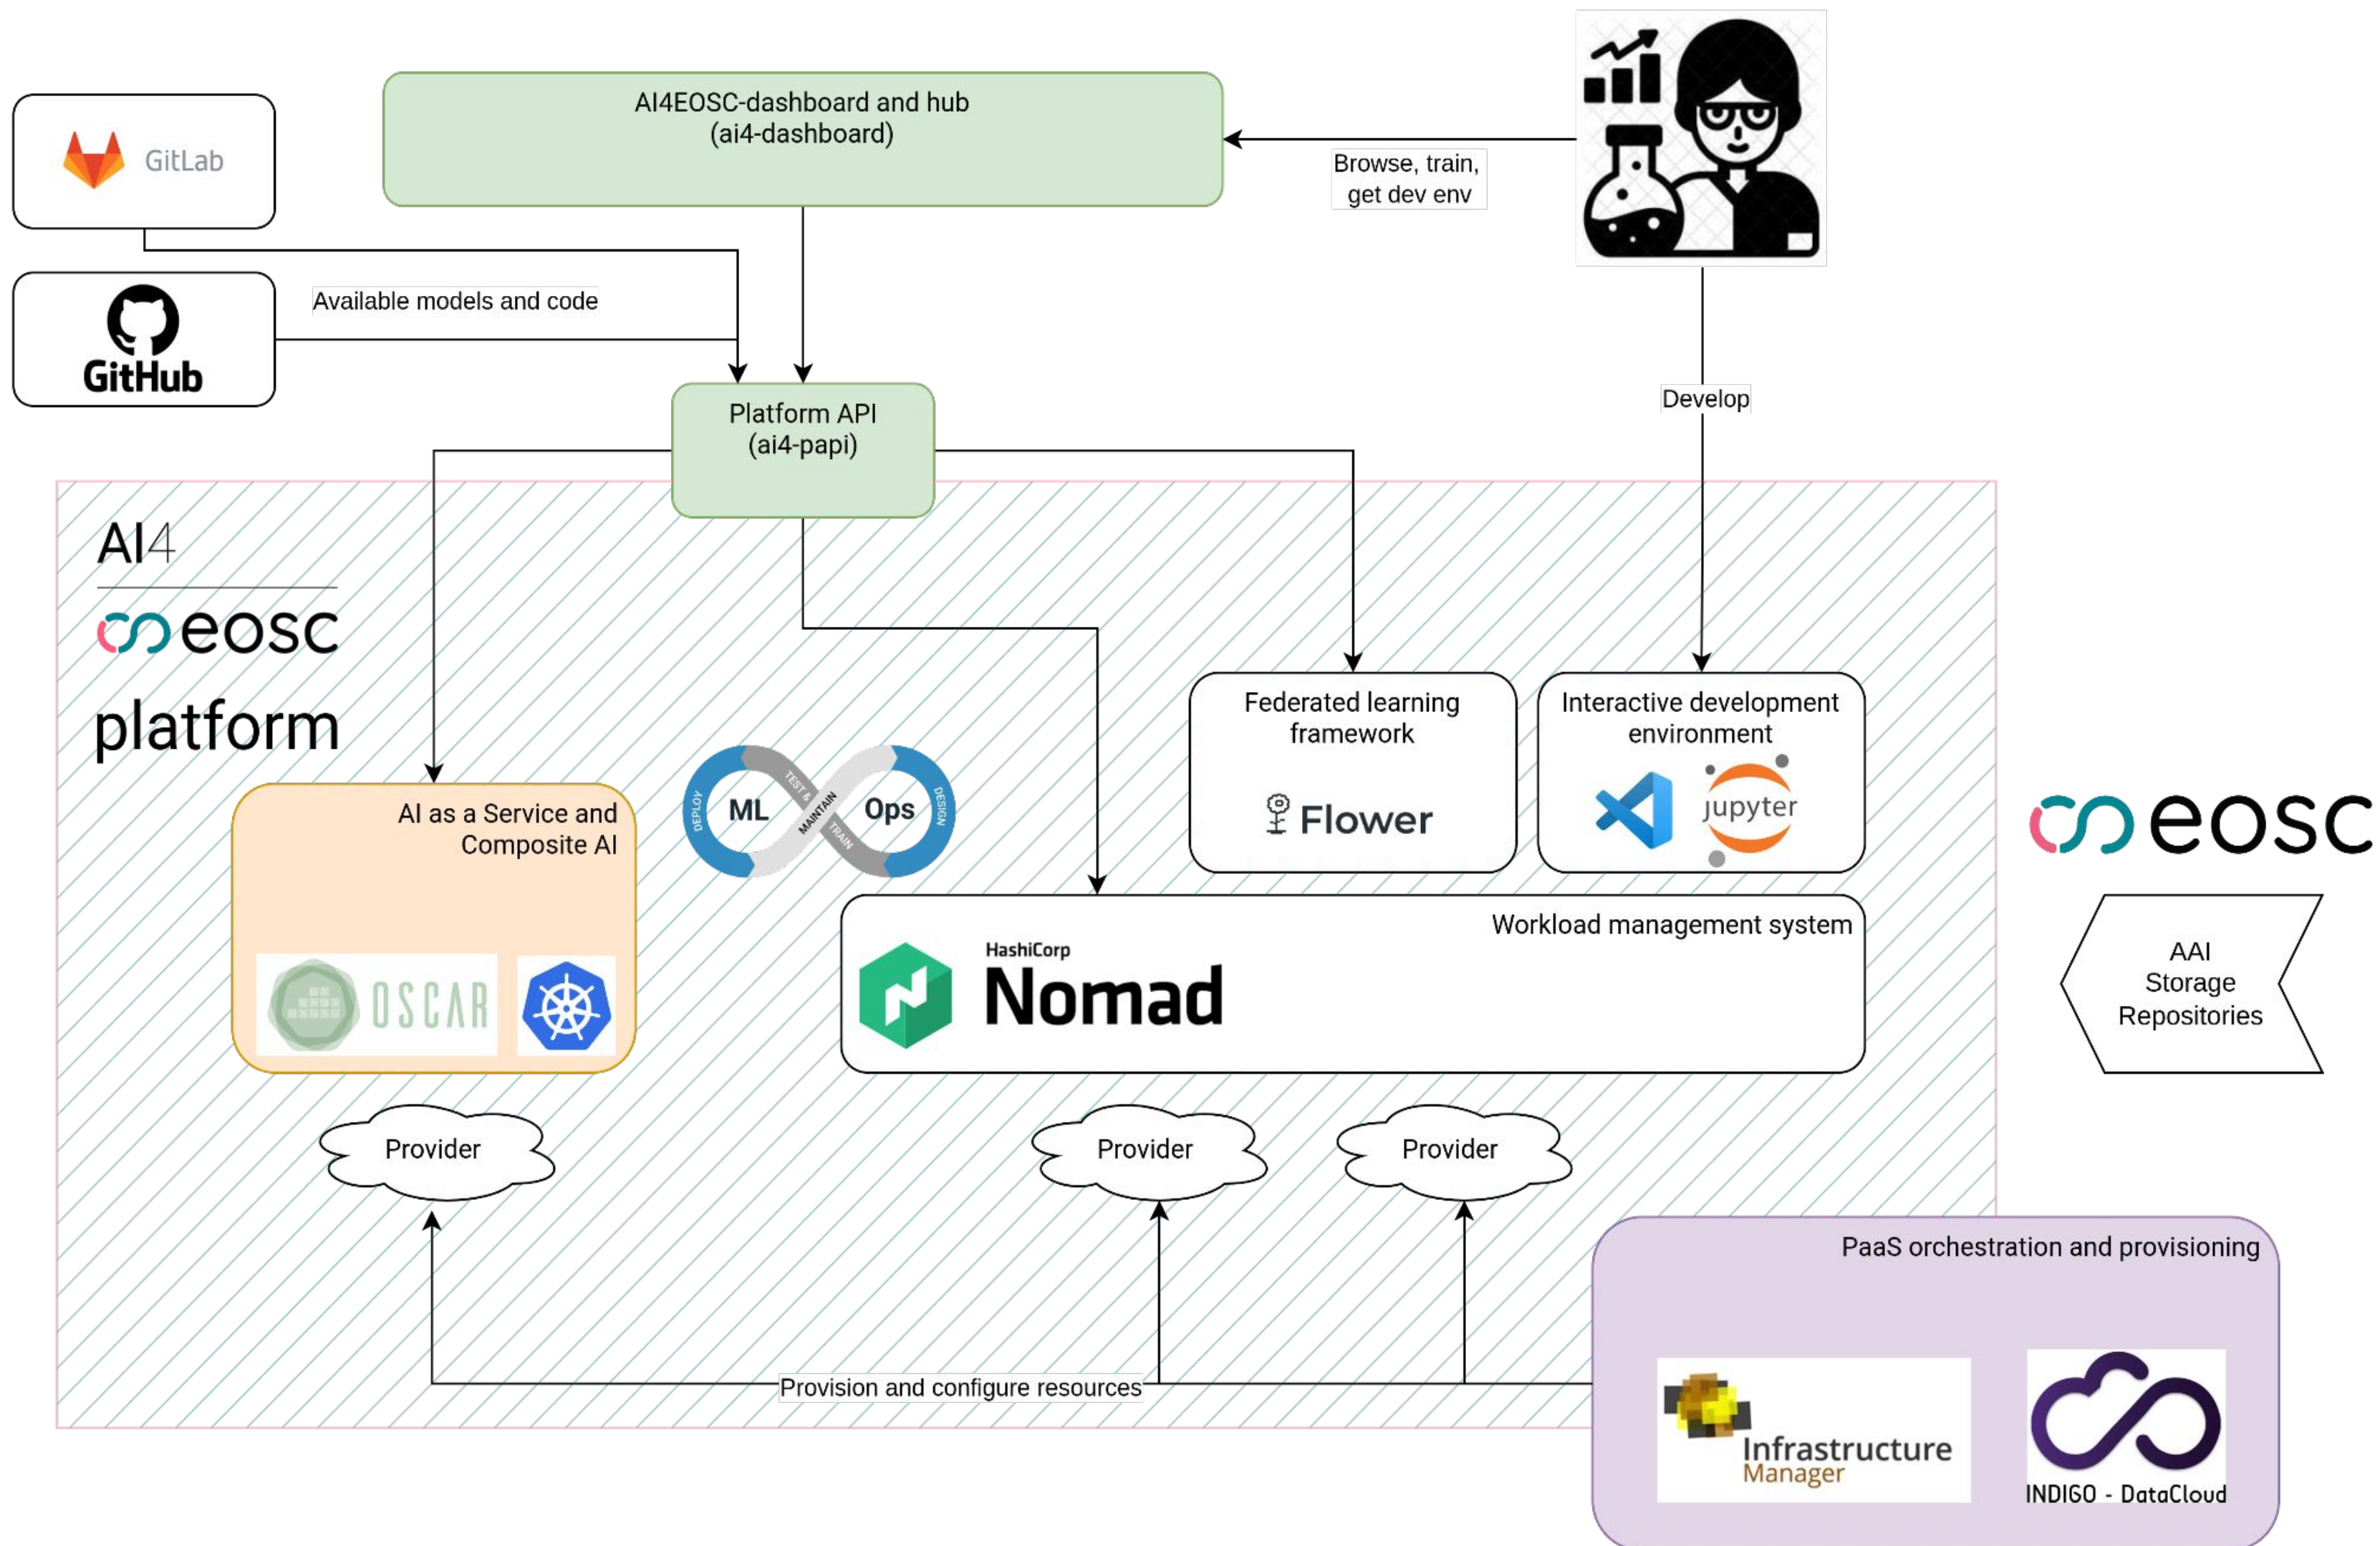 GitLab
AI4EOSC-dashboard and hub
(ai4-dashboard)
Browse, train,
get dev env
GitHub
Available models and code
Platform API
(ai4-papi)
Develop
AI4
eosc
platform
Federated learning
framework
Flower
Interactive development
environment
jupyter
AI as a Service and
Composite AI
OSCAR
DEPLOY
ML
TEST &
MAINTAIN
TRAIN
Ops
DESIGN
Workload management system
HashiCorp
Nomad
eosc
AAI
Storage
Repositories
Provider
Provider
Provider
Provision and configure resources
PaaS orchestration and provisioning
Infrastructure
Manager
INDIGO - DataCloud